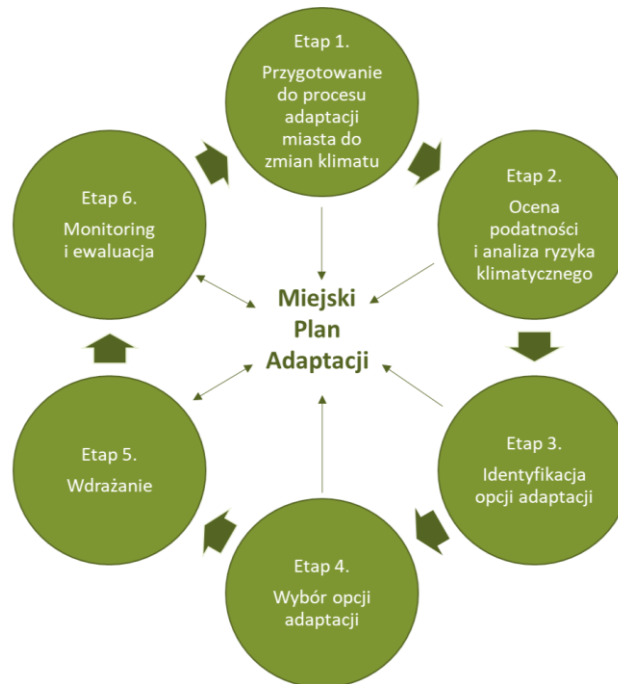 Etap 1.
Przygotowanie
do procesu
adaptacji
miasta do
zmian klimatu
Etap 2.
Ocena
podatności
i analiza ryzyka
klimatycznego
Etap 3.
Identyfikacja
opcji adaptacji
Etap 4.
Wybór opcji
adaptacji
Etap 5.
Wdrażanie
Etap 6.
Monitoring
i ewaluacja
Miejski
Plan
Adaptacji